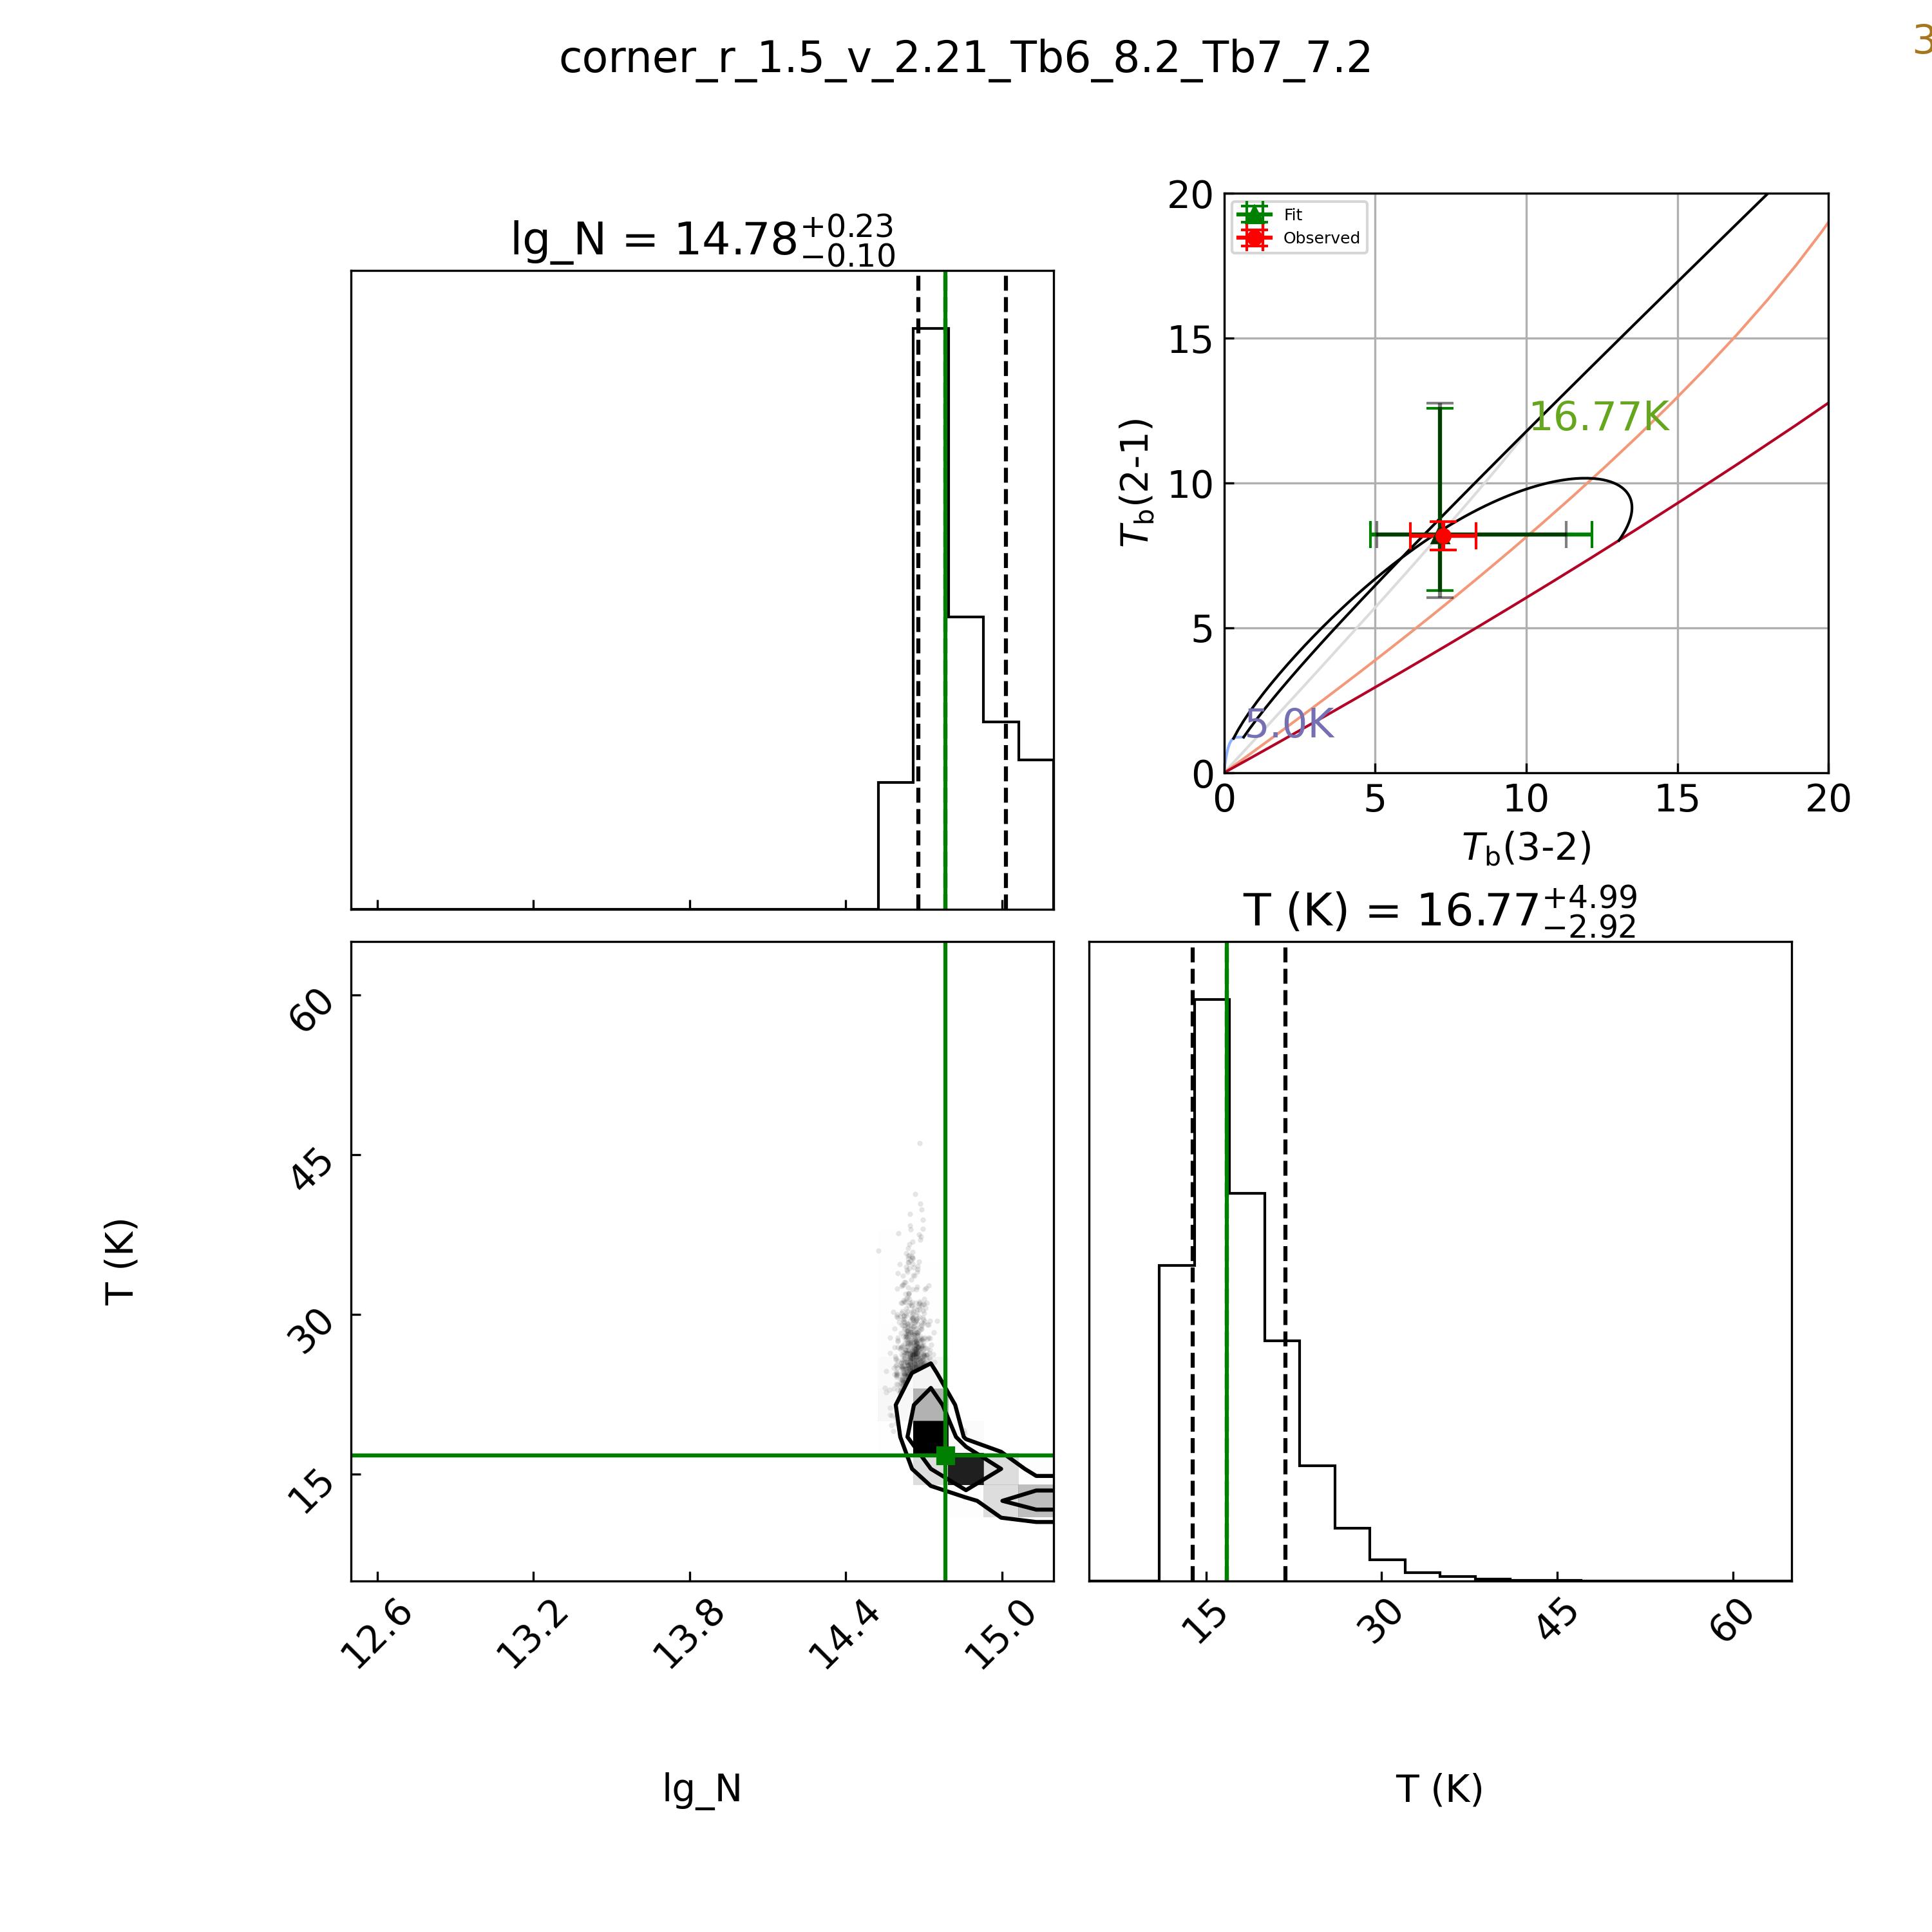 corner_r_1.5_v_2.21_Tb6_8.2_Tb7_7.2
3
lg_N = 14.78+0.23−0.10
20
15
10
5
0
Fit
Observed
16.77K
5.0K
Tb(2-1)
0 5 10 15 20
Tb(3-2)
T (K) = 16.77+4.99−2.92
60
45
30
15
T (K)
12.6 13.2 13.8 14.4 15.0
lg_N
15 30 45 60
T (K)